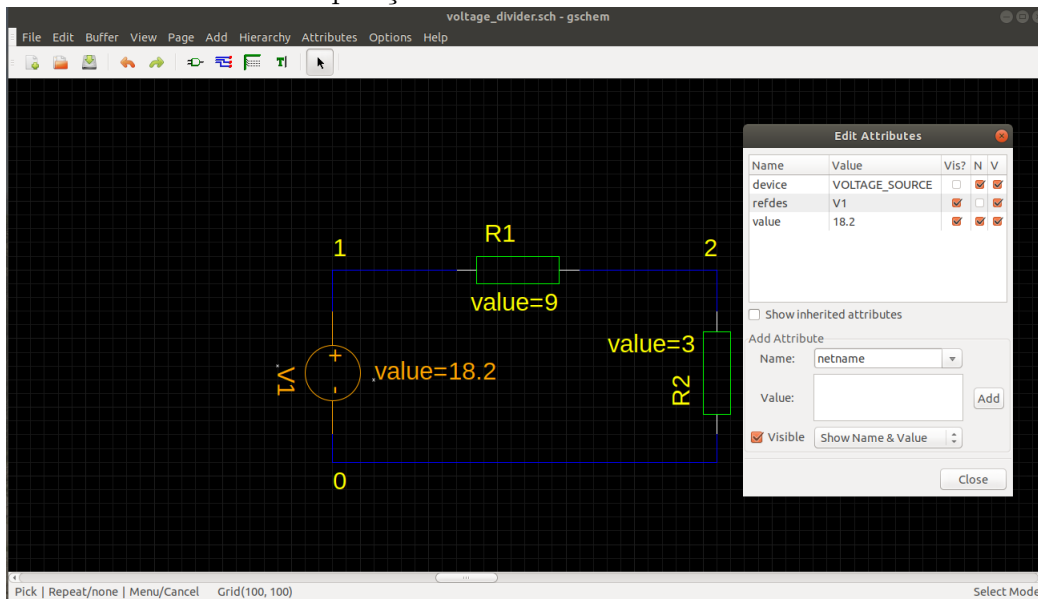 voltage_divider.sch - gschem
File Edit Buffer View Page Add Hierarchy Attributes Options Help
Edit Attributes
Name Value Vis? N V
device VOLTAGE_SOURCE
refdes V1
value 18.2
Show inherited attributes
Add Attribute
Name: netname
Value:
Add
Visible Show Name & Value
Close
1
R1
2
value=9
value=3
R2
V1
+
-
value=18.2
0
Pick | Repeat/none | Menu/Cancel Grid(100, 100)
Select Mode